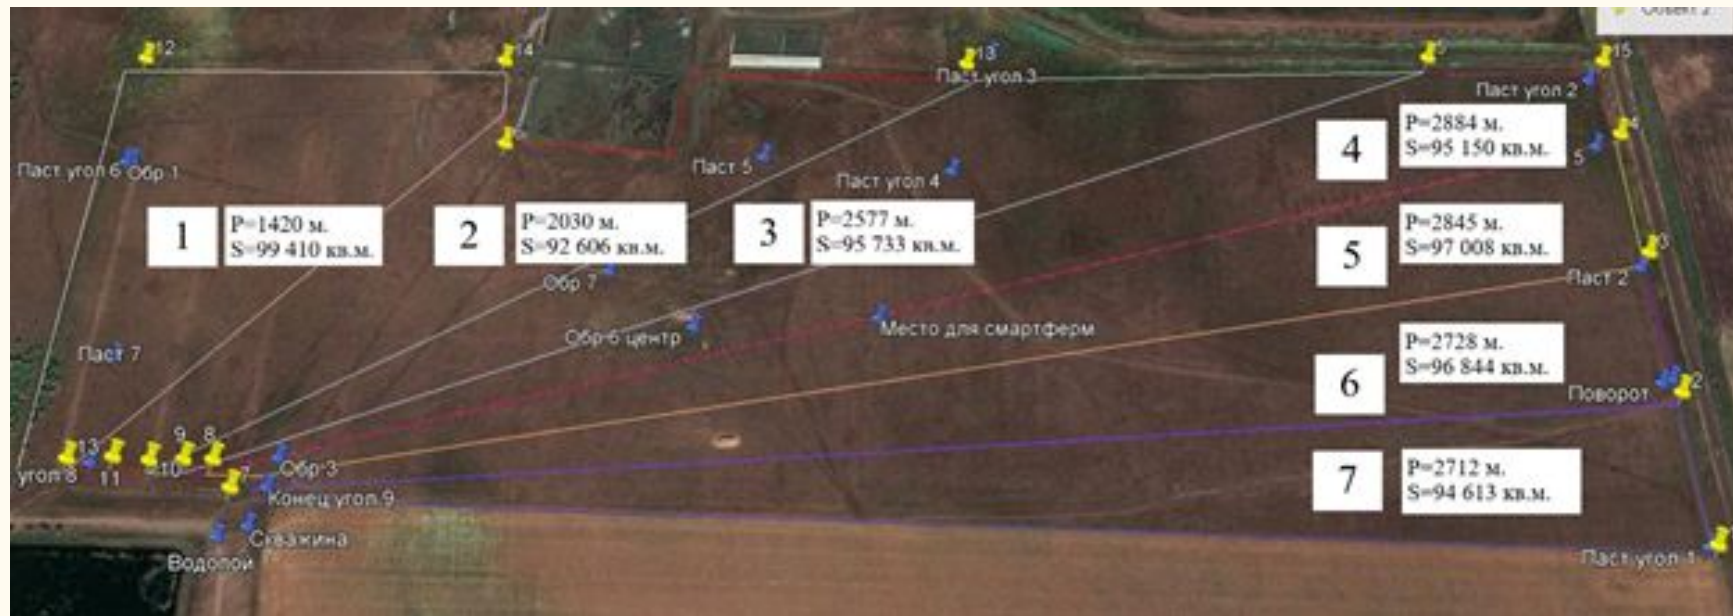 Объект 2
12
14
13
5
15
Паст угол 3
Паст угол 2
4
5
Паст угол 6
Обр 1
Паст 5
Паст угол 4
1
P=1420 м.
S=99 410 кв.м.
2
P=2030 м.
S=92 606 кв.м.
3
P=2577 м.
S=95 733 кв.м.
4
P=2884 м.
S=95 150 кв.м.
5
P=2845 м.
S=97 008 кв.м.
3
Паст 2
Обр 7
Обр 6 центр
Место для смартферм
Паст 7
6
P=2728 м.
S=96 844 кв.м.
2
Поворот
13
9
8
угол 8
11
10
7
Обр 3
Конец угол 9
7
P=2712 м.
S=94 613 кв.м.
Скважина
Водопой
Паст угол 1